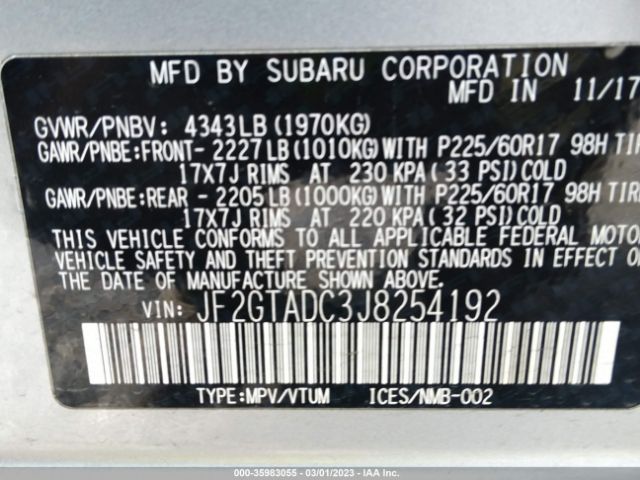 MFD BY SUBARU CORPORATION
MFD IN 11/17
GVWR/PNBV: 4343LB(1970KG)
GAWR/PNBE:FRONT- 2227LB(1010KG)WITH P225/60R17 98H TIR
17X7J RIMS AT 230 KPA(33 PSI)COLD
GAWR/PNBE:REAR - 2205LB(1000KG)WITH P225/60R17 98H TIR
17X7J RIMS AT 220 KPA(32 PSI)COLD
THIS VEHICLE CONFORMS TO ALL APPLICABLE FEDERAL MOTO
VEHICLE SAFETY AND THEFT PREVENTION STANDARDS IN EF
THE DATE OF MANUFACTURE SHOWN ABOVE.
VIN: JF2GTADC3J8254192
TYPE:MPV/VTUM ICES/NMB-002
000-35983055 - 03/01/2023 - IAA Inc.